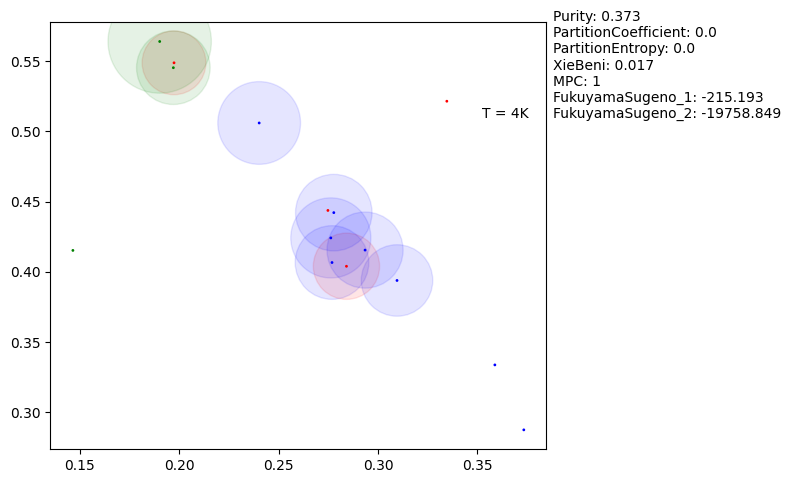 Purity: 0.373
PartitionCoefficient: 0.0
PartitionEntropy: 0.0
XieBeni: 0.017
MPC: 1
FukuyamaSugeno_1: -215.193
FukuyamaSugeno_2: -19758.849
T = 4K
0.55
0.50
0.45
0.40
0.35
0.30
0.15 0.20 0.25 0.30 0.35